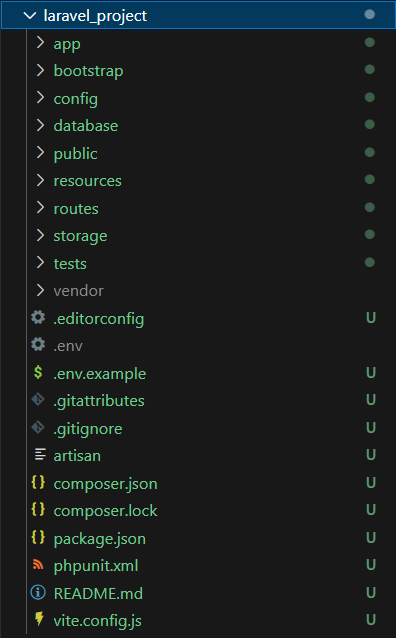 laravel_project
app
bootstrap
config
database
public
resources
routes
storage
tests
vendor
.editorconfig U
.env
.env.example U
.gitattributes U
.gitignore U
artisan U
composer.json U
composer.lock U
package.json U
phpunit.xml U
README.md U
vite.config.js U